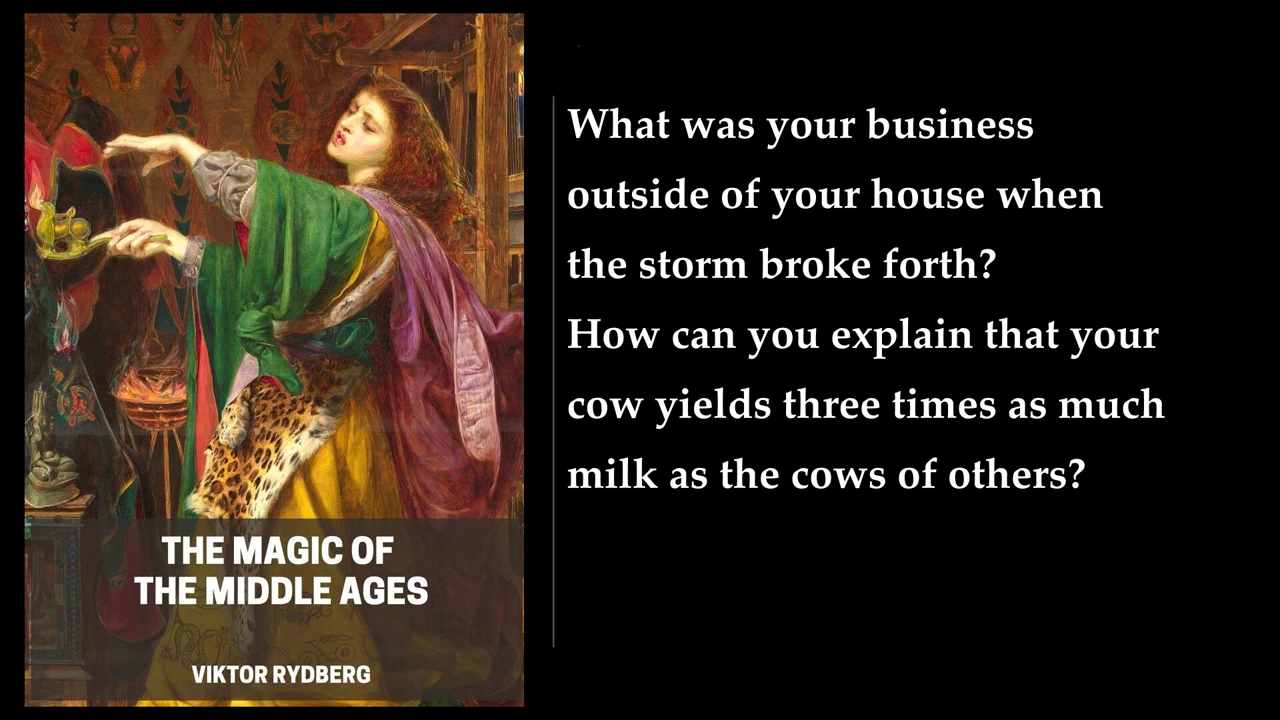 THE MAGIC OF
THE MIDDLE AGES
VIKTOR RYDBERG
What was your business
outside of your house when
the storm broke forth?
How can you explain that your
cow yields three times as much
milk as the cows of others?